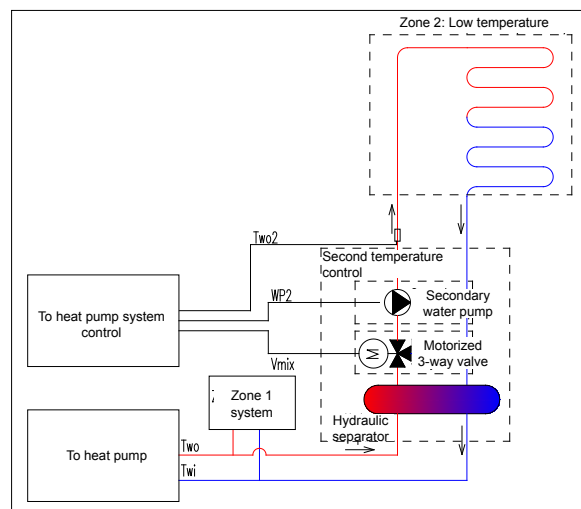 Zone 2: Low temperature
Two2
Second temperature
control
WP2
Secondary
water pump
To heat pump system
control
Motorized
3-way valve
M
Vmix
Zone 1
system
Hydraulic
separator
Two
To heat pump
Twi